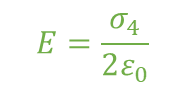 E = σ₄ / 2ε₀